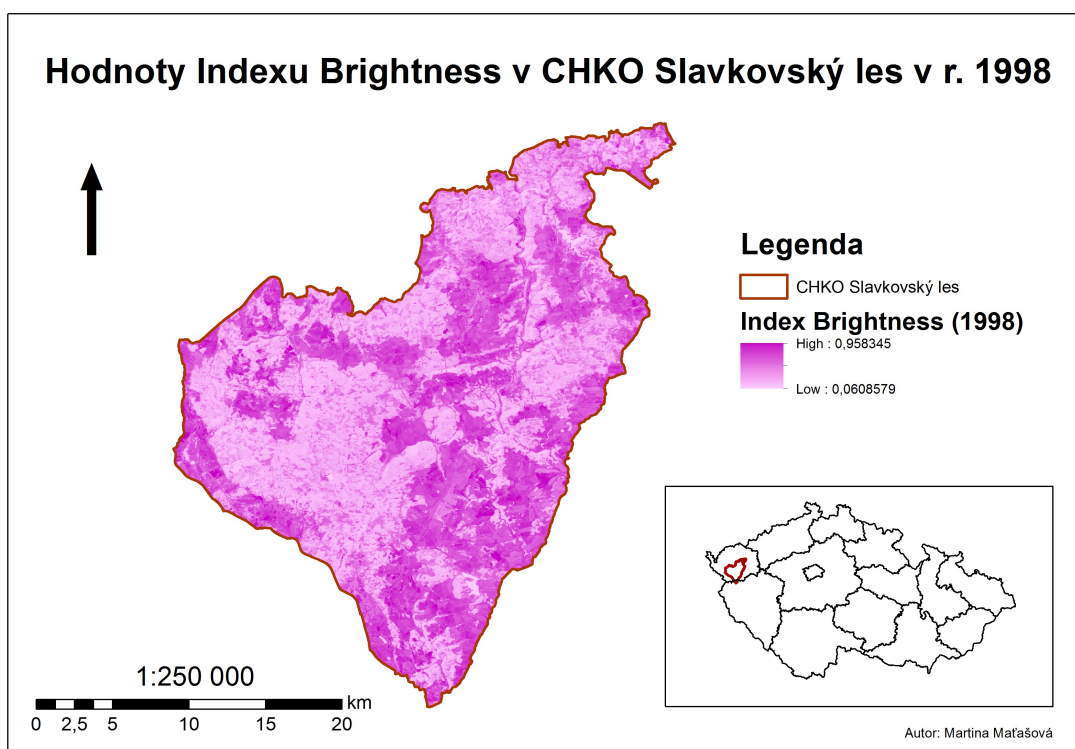 Hodnoty Indexu Brightness v CHKO Slavkovský les v r. 1998
Legenda
CHKO Slavkovský les
Index Brightness (1998)
High : 0,958345
Low : 0,0608579
1:250 000
km
0 2,5 5 10 15 20
Autor: Martina Maťašová